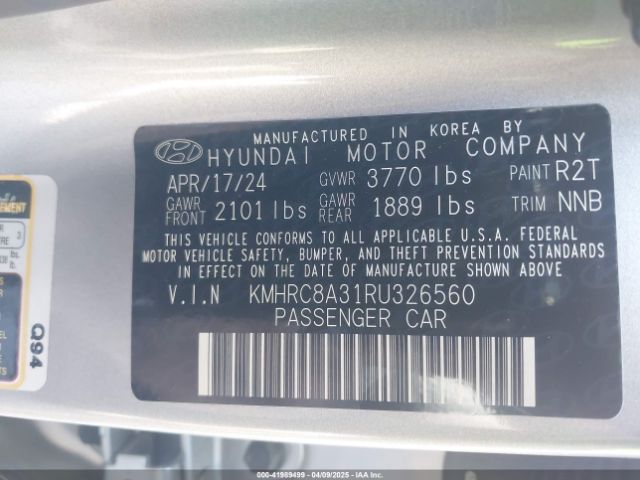 MANUFACTURED IN KOREA BY
HYUNDAI MOTOR COMPANY
APR/17/24 GVWR 3770 lbs PAINT R2T
GAWR FRONT 2101 lbs GAWR REAR 1889 lbs TRIM NNB
THIS VEHICLE CONFORMS TO ALL APPLICABLE U.S.A. FEDERAL
MOTOR VEHICLE SAFETY, BUMPER, AND THEFT PREVENTION STANDARDS
IN EFFECT ON THE DATE OF MANUFACTURE SHOWN ABOVE.
V.I.N KMHRC8A31RU326560
PASSENGER CAR
Q94
000-41989499 04/09/2025 - IAAI.COM